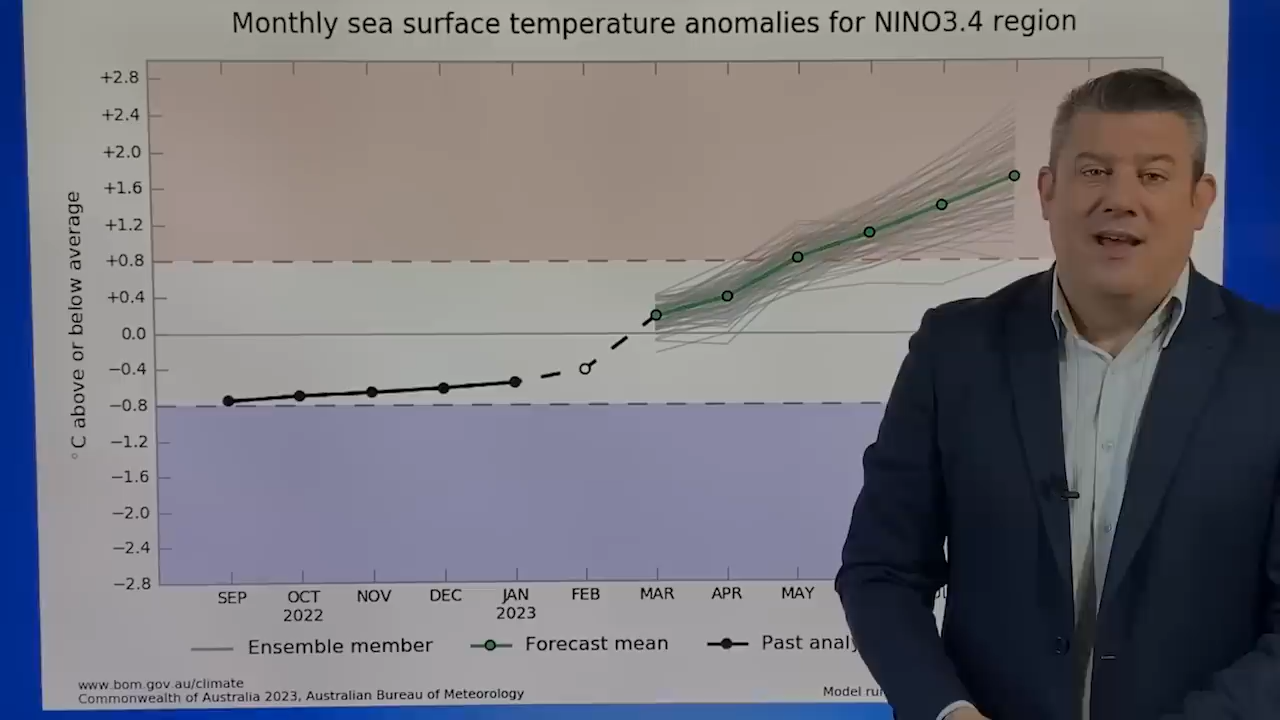 Monthly sea surface temperature anomalies for NINO3.4 region
°C above or below average
+2.8
+2.4
+2.0
+1.6
+1.2
+0.8
+0.4
0.0
−0.4
−0.8
−1.2
−1.6
−2.0
−2.4
−2.8
SEP OCT NOV DEC JAN FEB MAR APR MAY
2022 2023
Ensemble member Forecast mean Past
www.bom.gov.au/climate
Commonwealth of Australia 2023, Australian Bureau of Meteorology
Model